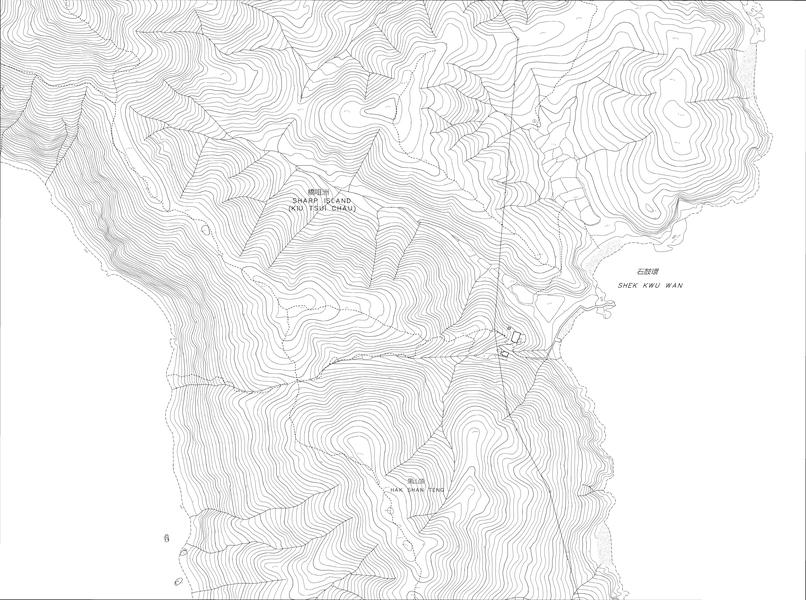 橋咀洲
SHARP ISLAND
(KIU TSUI CHAU)
石鼓環
SHEK KWU WAN
黑山頂
HAK SHAN TENG